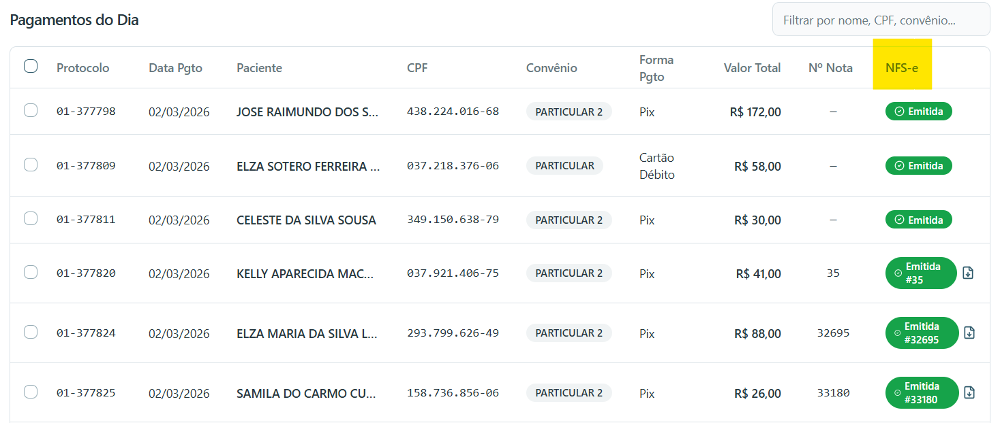 Pagamentos do Dia
Filtrar por nome, CPF, convênio...
Protocolo Data Pgto Paciente CPF Convênio Forma Pgto Valor Total Nº Nota NFS-e
01-377798 02/03/2026 JOSE RAIMUNDO DOS S... 438.224.016-68 PARTICULAR 2 Pix R$ 172,00 — Emitida
01-377809 02/03/2026 ELZA SOTERO FERREIRA ... 037.218.376-06 PARTICULAR Cartão Débito R$ 58,00 — Emitida
01-377811 02/03/2026 CELESTE DA SILVA SOUSA 349.150.638-79 PARTICULAR 2 Pix R$ 30,00 — Emitida
01-377820 02/03/2026 KELLY APARECIDA MAC... 037.921.406-75 PARTICULAR 2 Pix R$ 41,00 35 Emitida #35
01-377824 02/03/2026 ELZA MARIA DA SILVA L... 293.799.626-49 PARTICULAR 2 Pix R$ 88,00 32695 Emitida #32695
01-377825 02/03/2026 SAMILA DO CARMO CU... 158.736.856-06 PARTICULAR 2 Pix R$ 26,00 33180 Emitida #33180